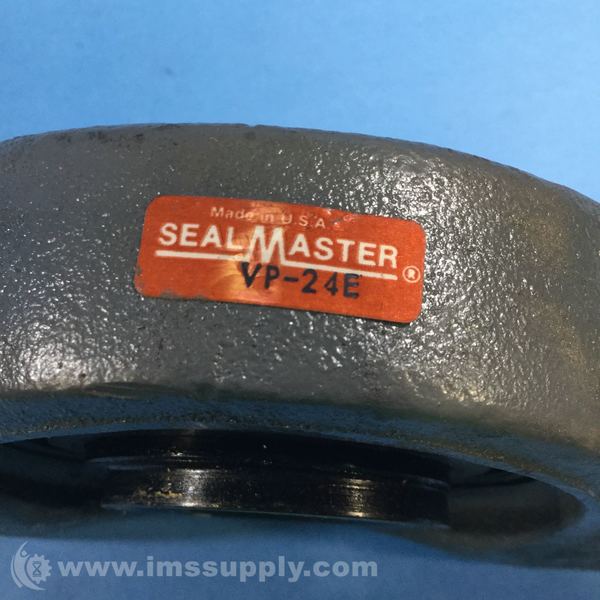 Made in U.S.A.
SEALMASTER®
VP-24E
www.imssupply.com